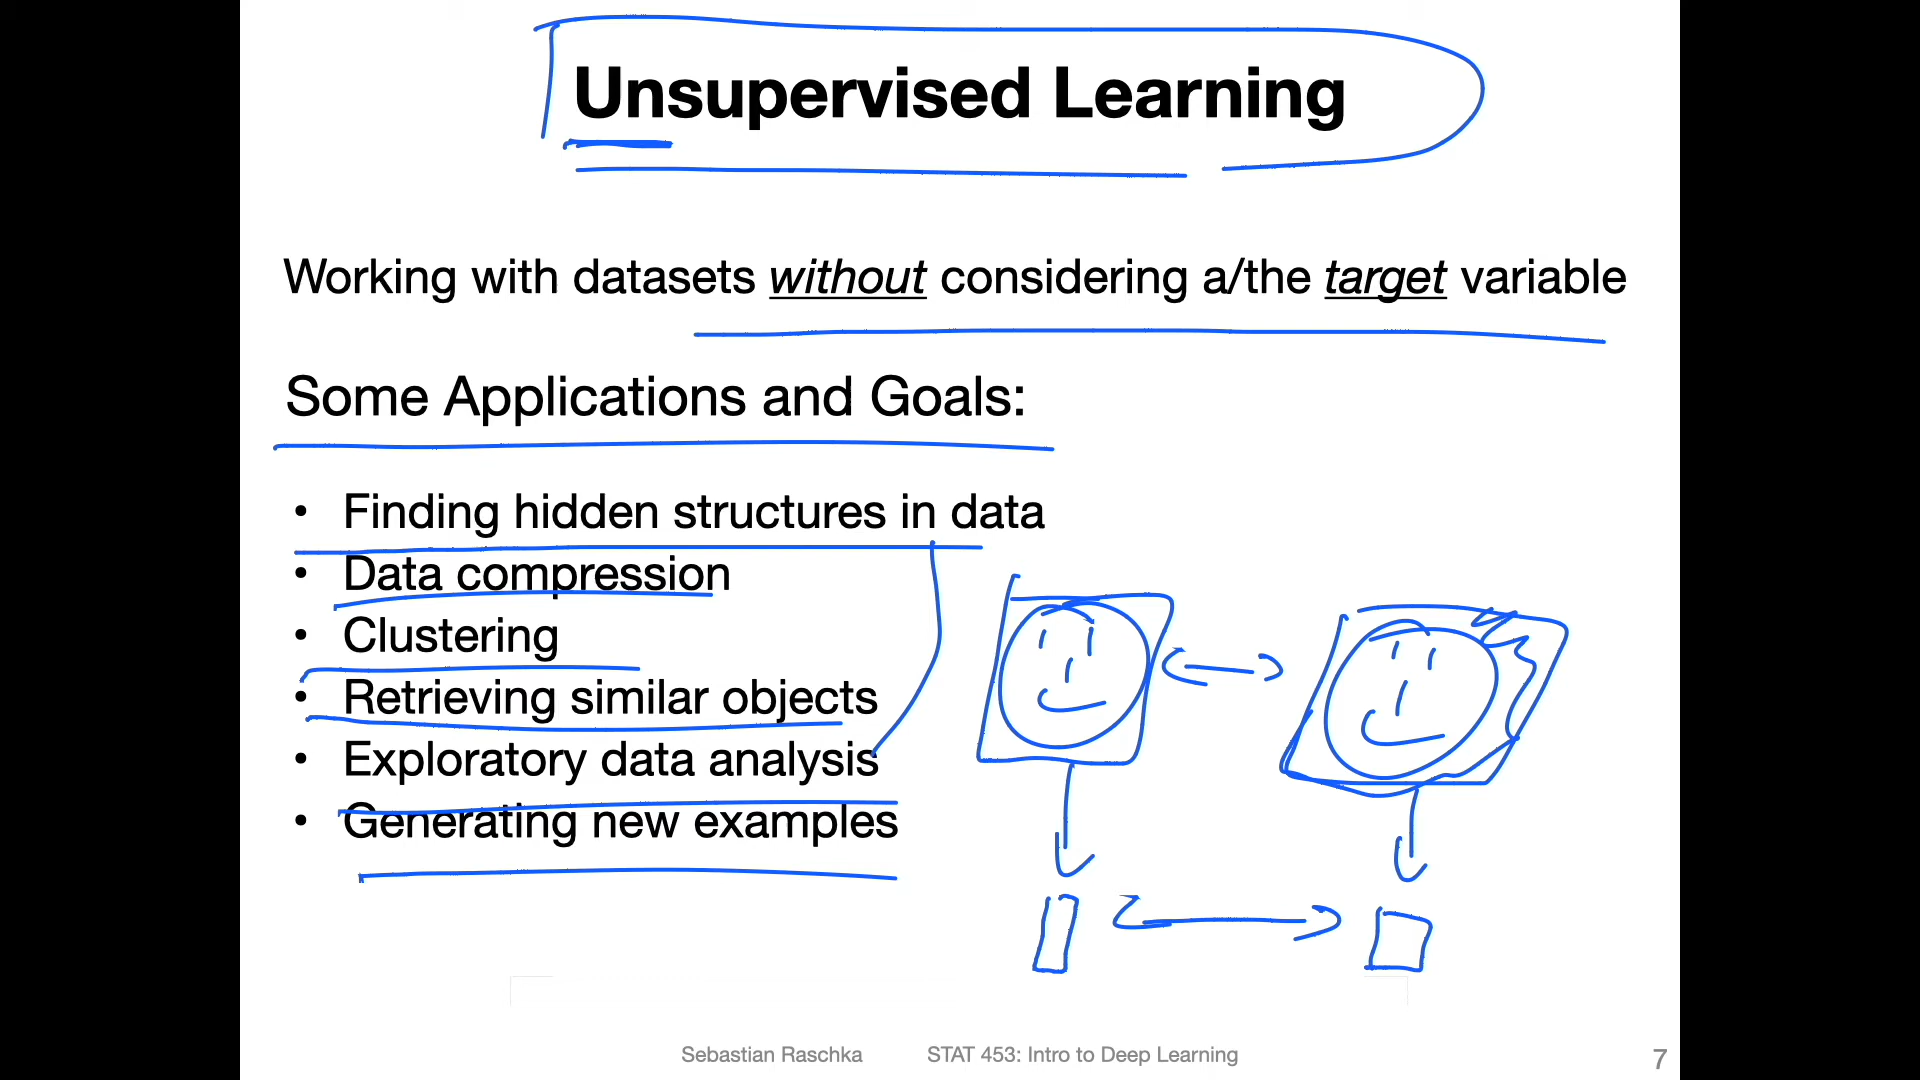 Unsupervised Learning
Working with datasets without considering a/the target variable
Some Applications and Goals:
• Finding hidden structures in data
• Data compression
• Clustering
• Retrieving similar objects
• Exploratory data analysis
• Generating new examples
Sebastian Raschka STAT 453: Intro to Deep Learning 7